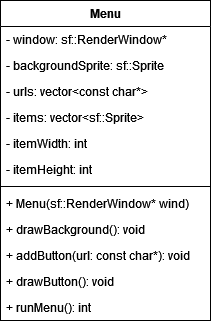 Menu
- window: sf::RenderWindow*
- backgroundSprite: sf::Sprite
- urls: vector<const char*>
- items: vector<sf::Sprite>
- itemWidth: int
- itemHeight: int
+ Menu(sf::RenderWindow* wind)
+ drawBackground(): void
+ addButton(url: const char*): void
+ drawButton(): void
+ runMenu(): int